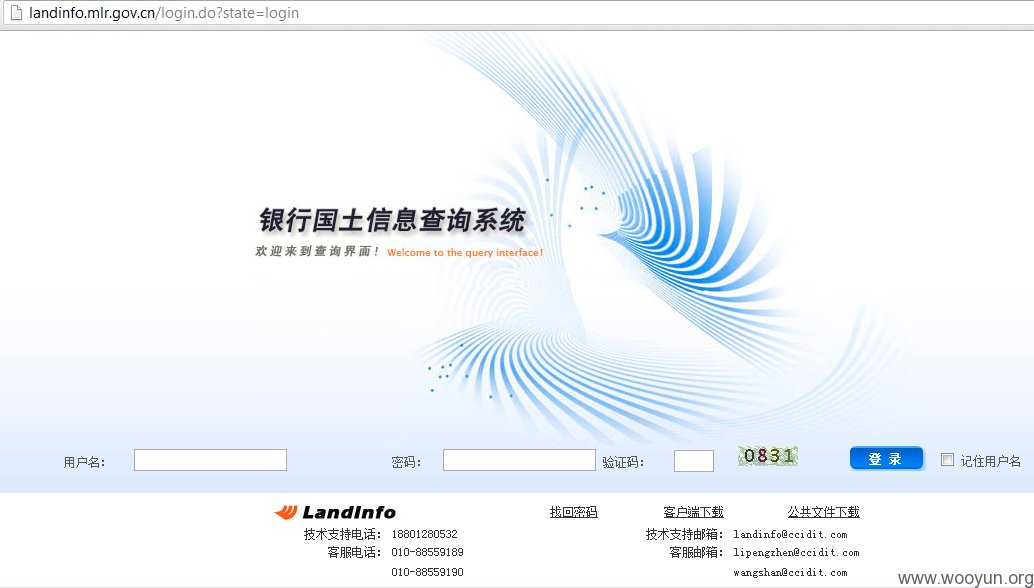 landinfo.mlr.gov.cn/login.do?state=login
银行国土信息查询系统
欢迎来到查询界面！ Welcome to the query interface!
用户名： 密码： 验证码： 0831 登 录 记住用户名
LandInfo 找回密码 客户端下载 公共文件下载
技术支持电话： 18801280532 技术支持邮箱： landinfo@ccidit.com
客服电话： 010-88559189 客服邮箱： lipengzhen@ccidit.com
010-88559190 wangshan@ccidit.com
www.wooyun.org